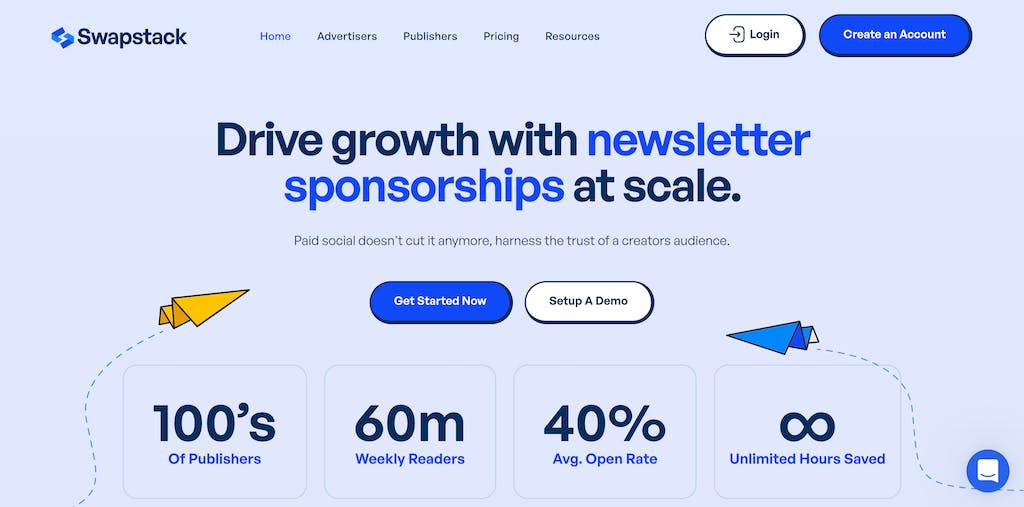 Swapstack
Home
Advertisers
Publishers
Pricing
Resources
Login
Create an Account
Drive growth with newsletter
sponsorships at scale.
Paid social doesn't cut it anymore, harness the trust of a creators audience.
Get Started Now
Setup A Demo
100’s
Of Publishers
60m
Weekly Readers
40%
Avg. Open Rate
∞
Unlimited Hours Saved